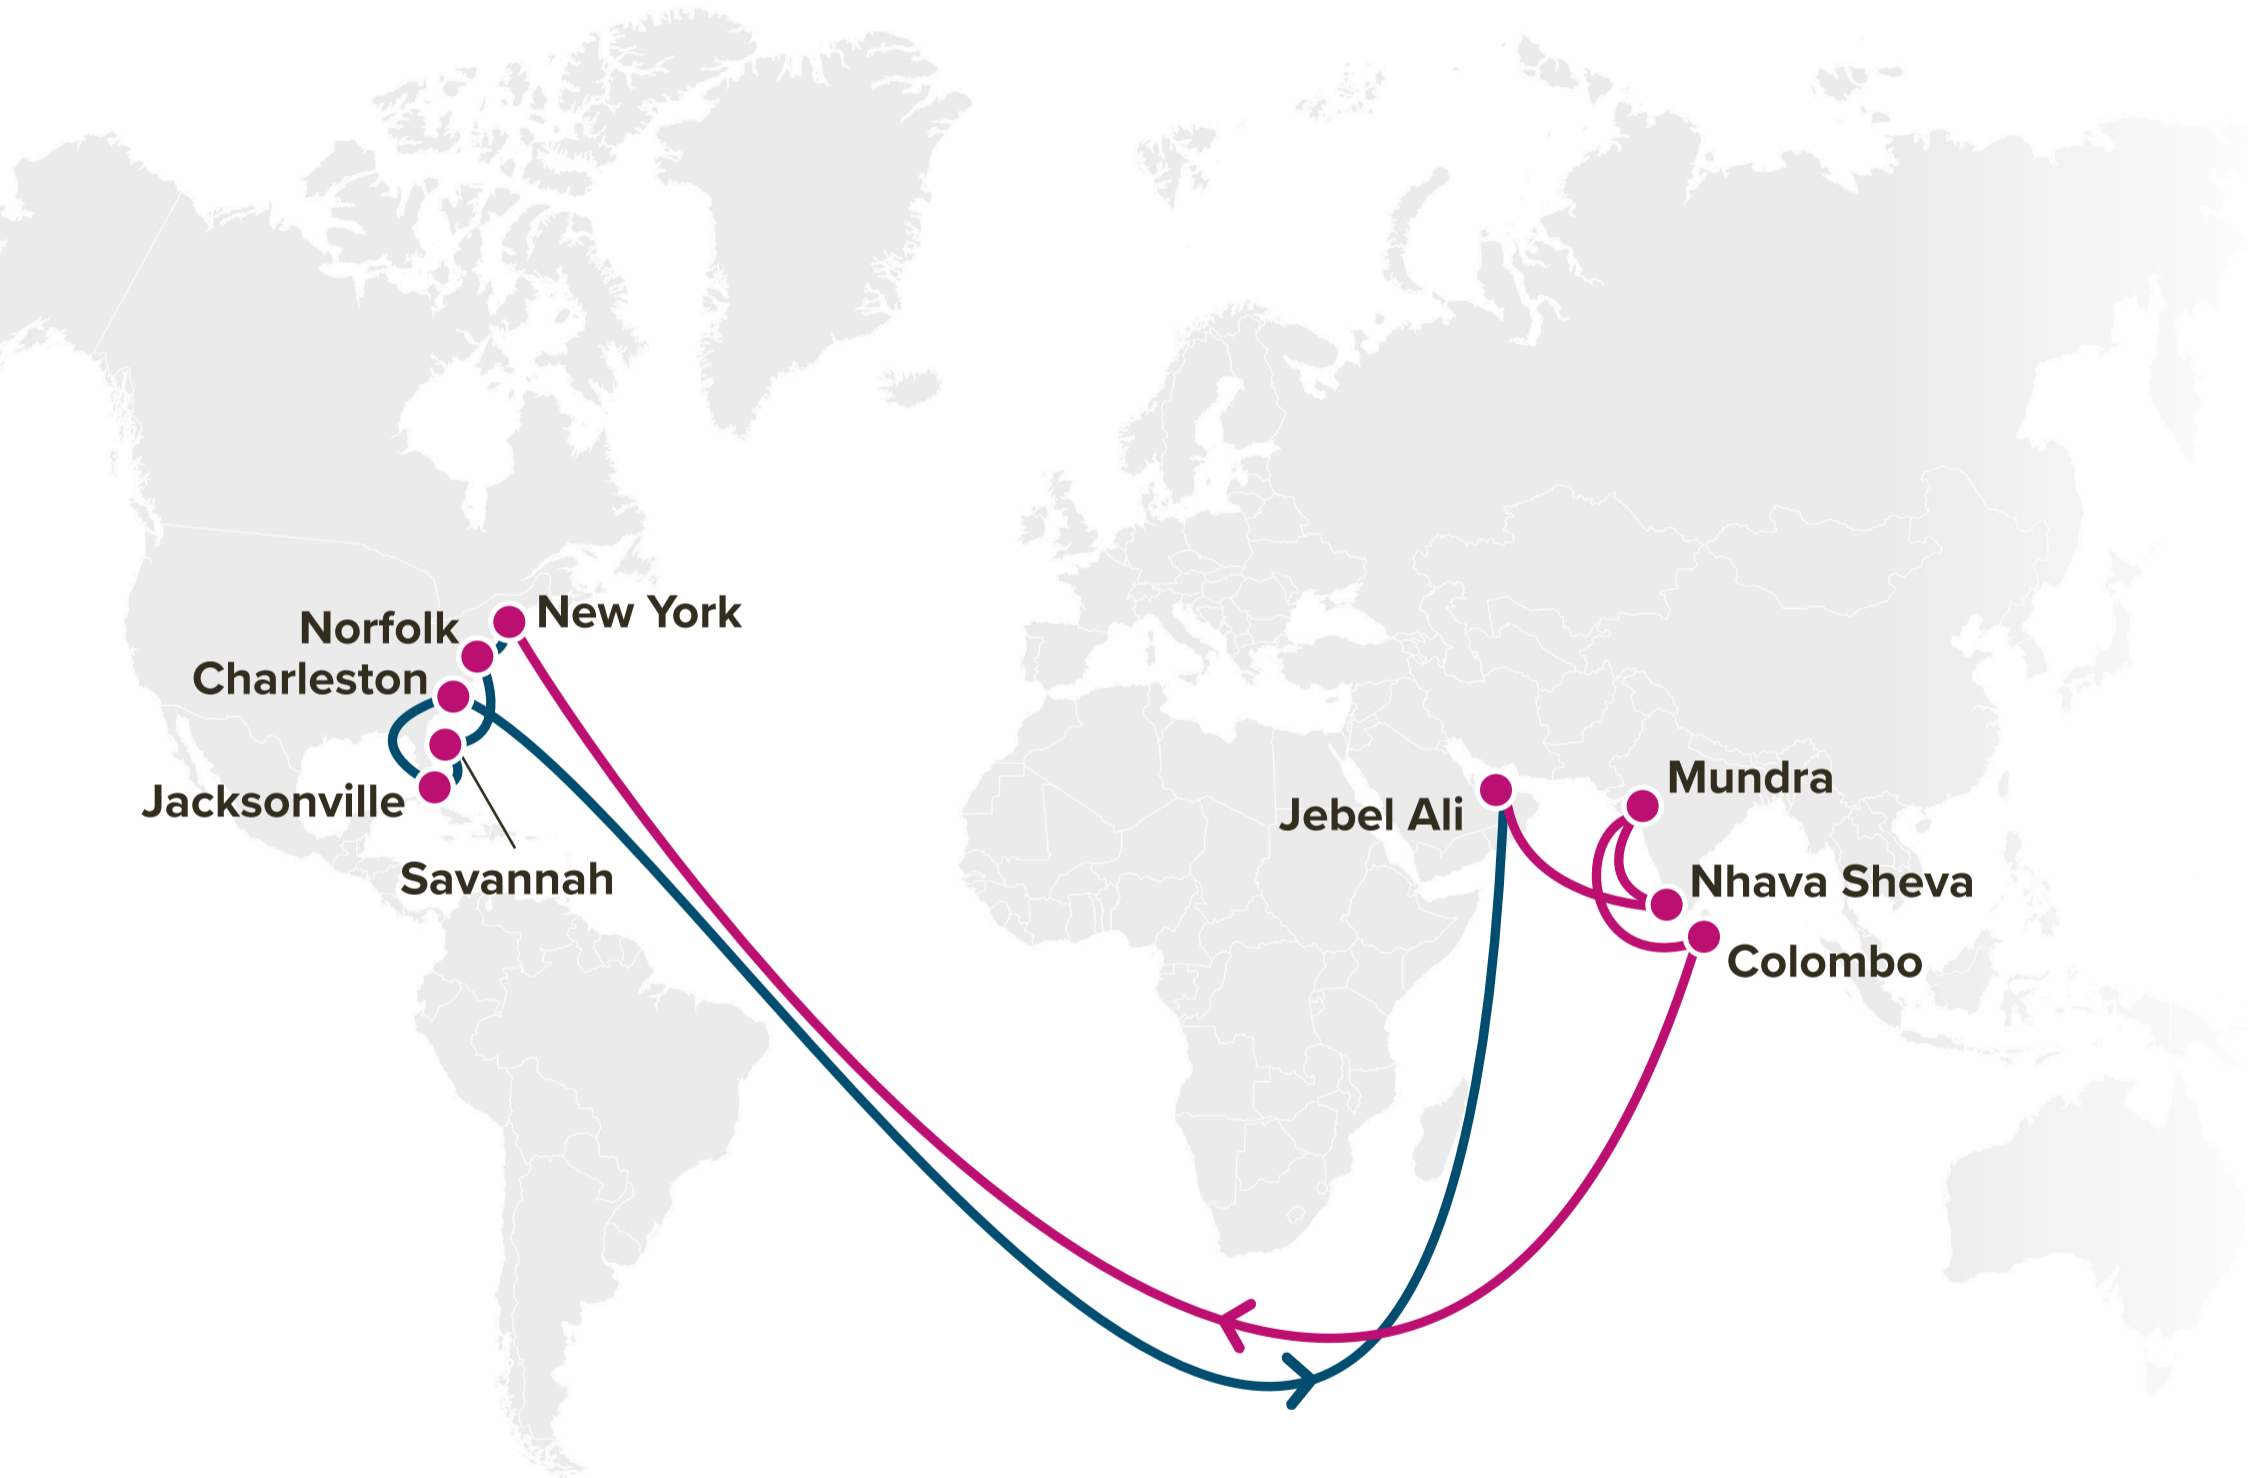 New York
Norfolk
Charleston
Jacksonville
Savannah
Jebel Ali
Mundra
Nhava Sheva
Colombo